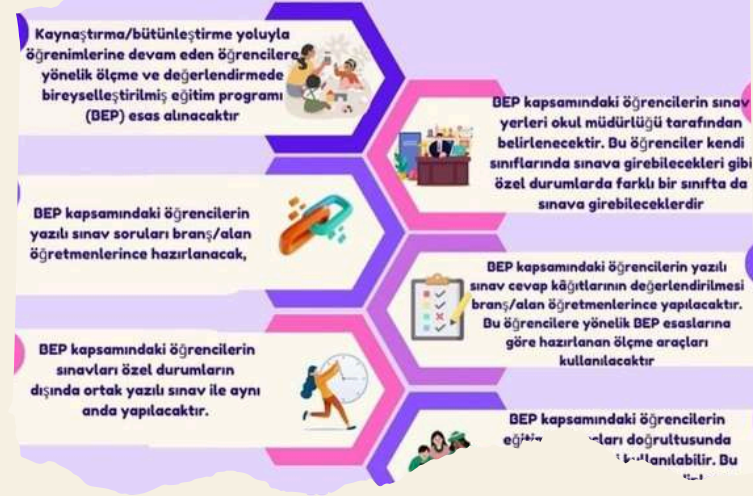 Kaynaştırma/bütünleştirme yoluyla
öğrenimlerine devam eden öğrencilere
yönelik ölçme ve değerlendirmede
bireyselleştirilmiş eğitim programı
(BEP) esas alınacaktır
BEP kapsamındaki öğrencilerin sınav
yerleri okul müdürlüğü tarafından
belirlenecektir. Bu öğrenciler kendi
sınıflarında sınava girebilecekleri gibi
özel durumlarda farklı bir sınıfta da
sınava girebileceklerdir
BEP kapsamındaki öğrencilerin
yazılı sınav soruları branş/alan
öğretmenlerince hazırlanacak,
BEP kapsamındaki öğrencilerin yazılı
sınav cevap kâğıtlarının değerlendirilmesi
branş/alan öğretmenlerince yapılacaktır.
Bu öğrencilere yönelik BEP esaslarına
göre hazırlanan ölçme araçları
kullanılacaktır
BEP kapsamındaki öğrencilerin
sınavları özel durumların
dışında ortak yazılı sınav ile aynı
anda yapılacaktır.
BEP kapsamındaki öğrencilerin
doğrultusunda
kullanılabilir. Bu